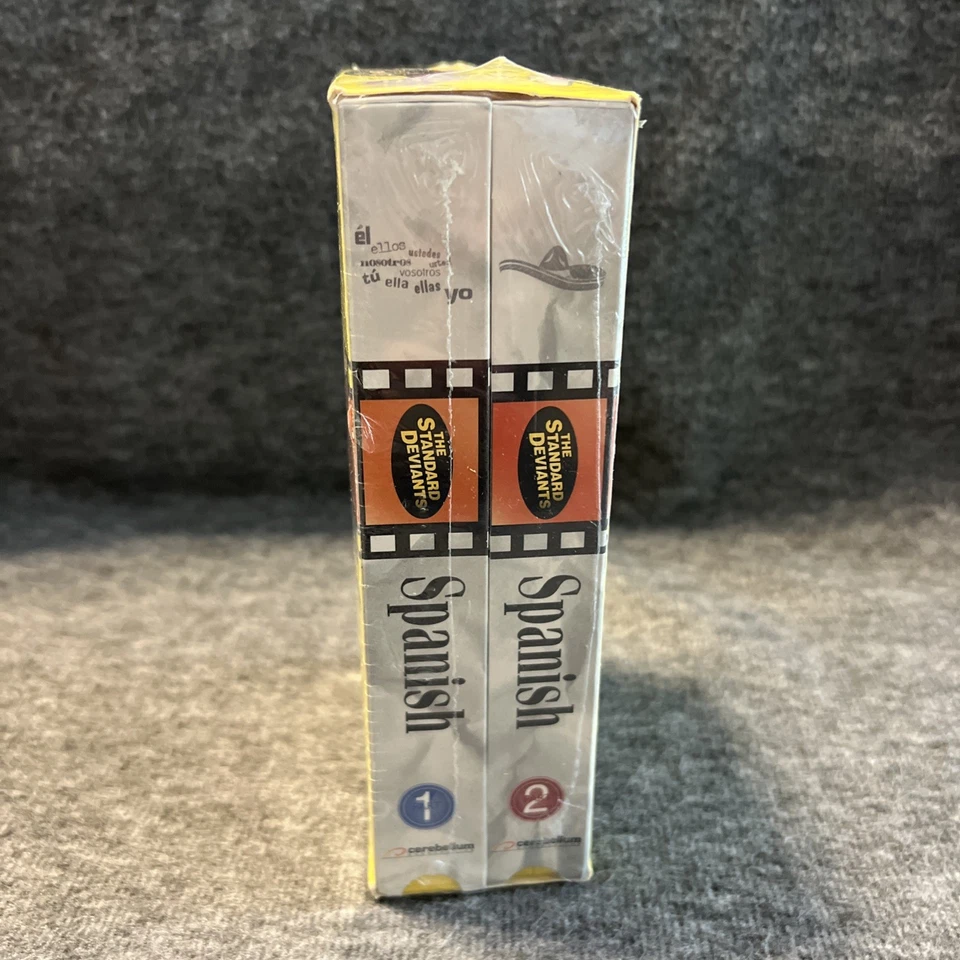 él
ellos ustedes
nosotros usted
tú vosotros
ella ellas
yo
THE
STANDARD
DEVIANTS
Spanish
1
cerebellum
THE
STANDARD
DEVIANTS
Spanish
2
cerebellum